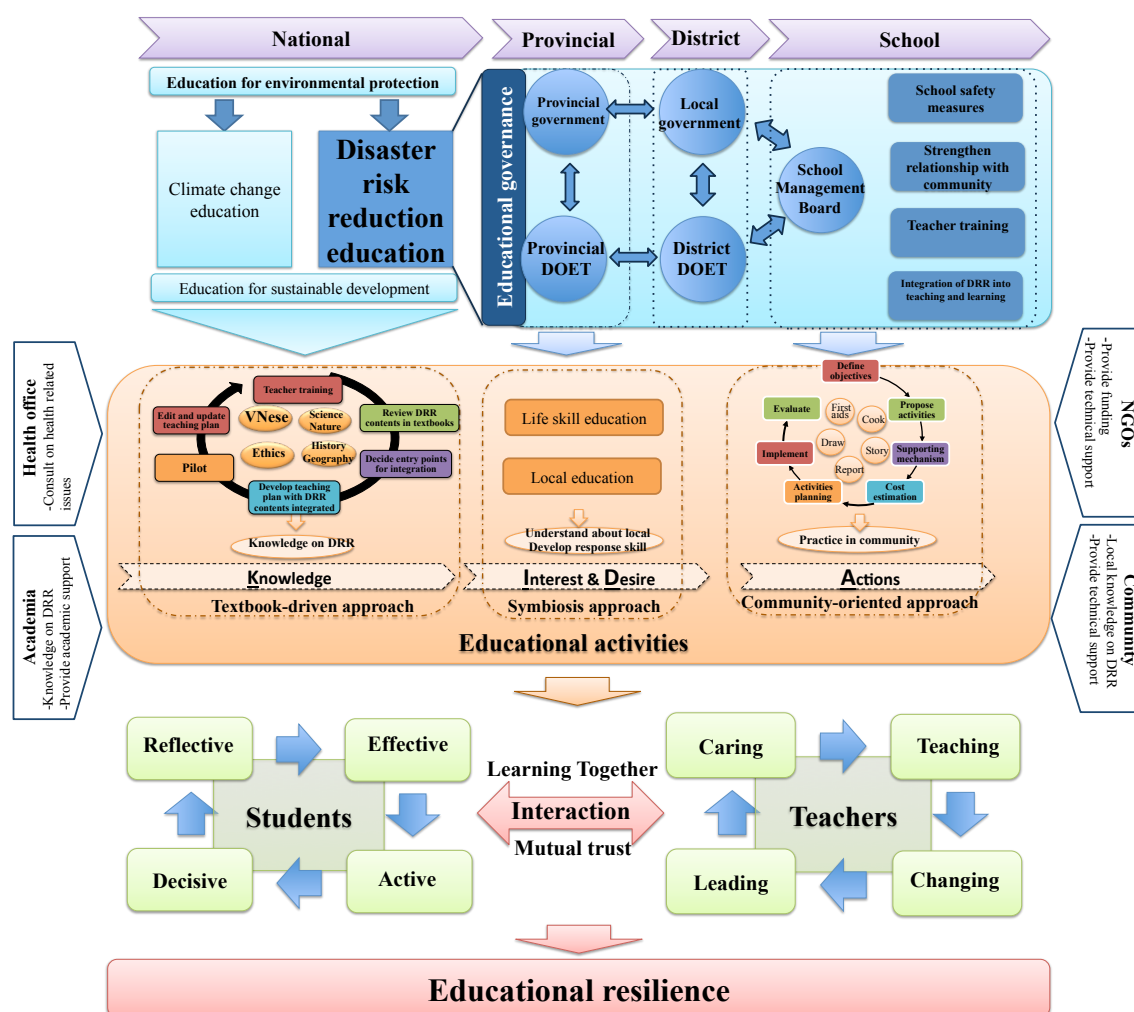 National
Provincial
District
School
Education for environmental protection
Climate change
education
Disaster
risk
reduction
education
Education for sustainable development
Educational governance
Provincial
government
Local
government
Provincial
DOET
District
DOET
School
Management
Board
School safety
measures
Strengthen
relationship with
community
Teacher training
Integration of DRR into
teaching and learning
Health office
-Consult on health related
issues
Academia
-Knowledge on DRR
-Provide academic support
NGOs
-Provide funding
-Provide technical support
Community
-Local knowledge on DRR
-Provide technical support
Teacher training
Edit and update
teaching plan
VNese
Science
Nature
Review DRR
contents in textbooks
Ethics
History
Geography
Pilot
Decide entry points
for integration
Develop teaching
plan with DRR
contents integrated
Knowledge on DRR
Knowledge
Textbook-driven approach
Life skill education
Local education
Understand about local
Develop response skill
Interest & Desire
Symbiosis approach
Define
objectives
Evaluate
First
aids
Cook
Propose
activities
Implement
Draw
Story
Supporting
mechanism
Report
Activities
planning
Cost
estimation
Practice in community
Actions
Community-oriented approach
Educational activities
Reflective
Effective
Students
Decisive
Active
Learning Together
Interaction
Mutual trust
Caring
Teaching
Teachers
Leading
Changing
Educational resilience